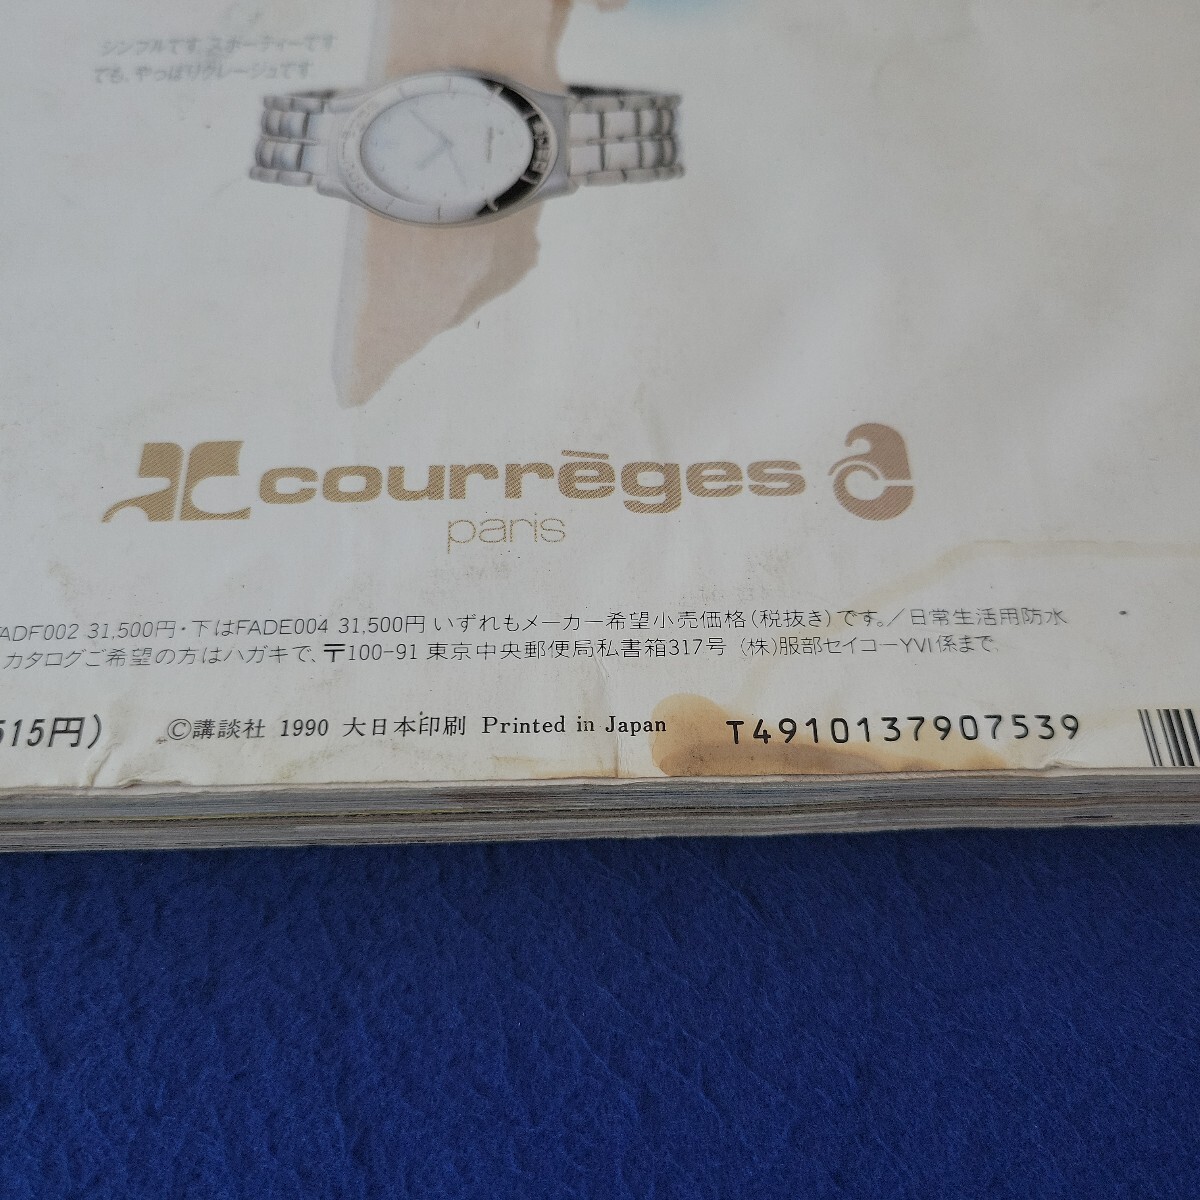 シンプルです。スポーティーです
でも、やっぱりクレージュです
courrèges
paris
ADF002 31,500円・下はFADE004 31,500円 いずれもメーカー希望小売価格(税抜き)です。/日常生活用防水
カタログご希望の方はハガキで、〒100-91 東京中央郵便局私書箱317号 (株)服部セイコーYVI係まで。
515円) ©講談社 1990 大日本印刷 Printed in Japan T4910137907539